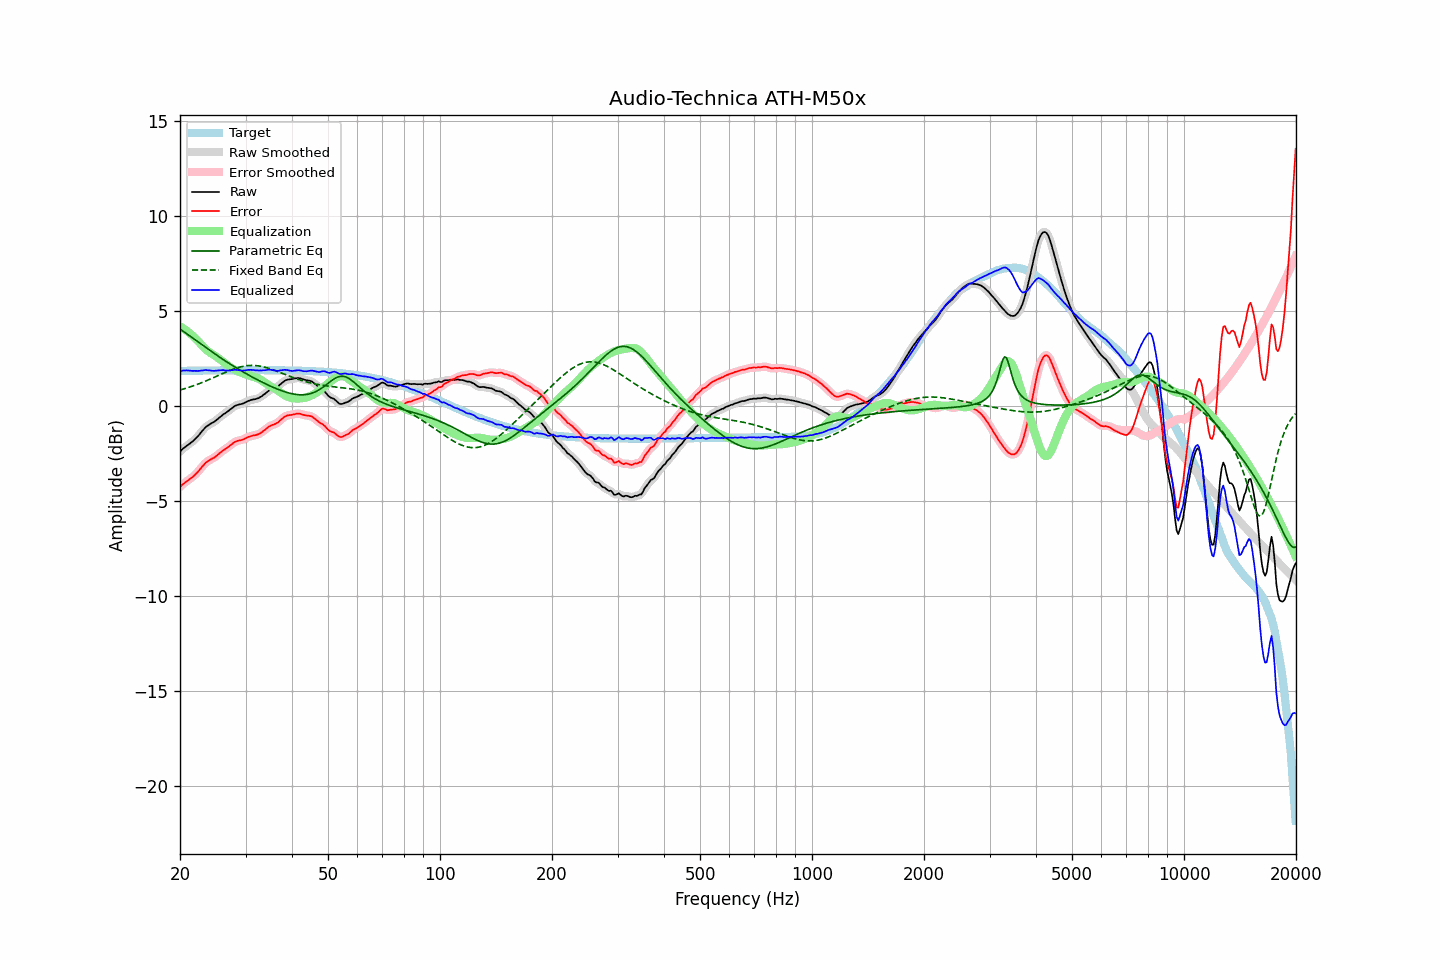 Audio-Technica ATH-M50x
Target
Raw Smoothed
Error Smoothed
Raw
Error
Equalization
Parametric Eq
Fixed Band Eq
Equalized
15
10
5
0
−5
−10
−15
−20
Amplitude (dBr)
20
50
100
200
500
1000
2000
5000
10000
20000
Frequency (Hz)